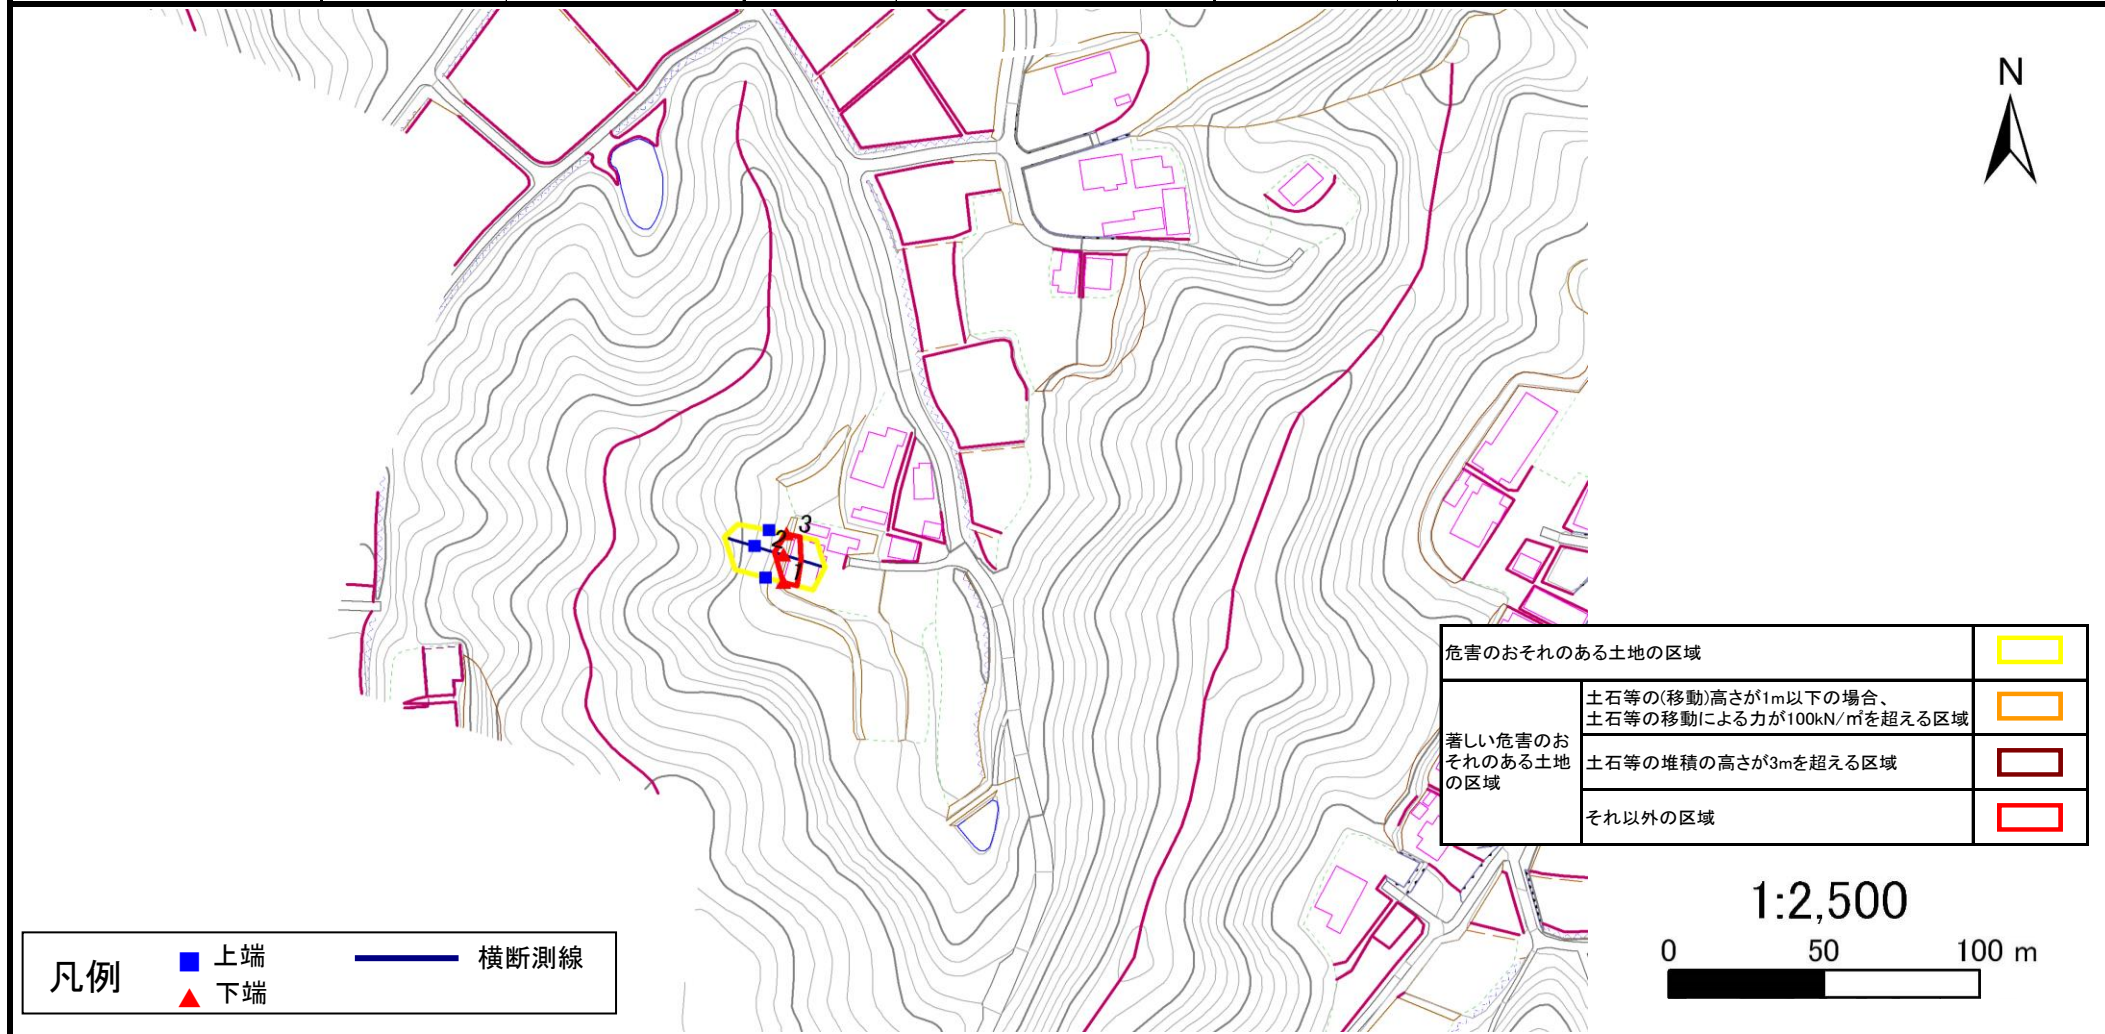 N
3
2
1
危害のおそれのある土地の区域
著しい危害のお
それのある土地
の区域
土石等の(移動)高さが1m以下の場合、
土石等の移動による力が100kN/㎡を超える区域
土石等の堆積の高さが3mを超える区域
それ以外の区域
1:2,500
0 50 100 m
凡例
上端
下端
横断測線